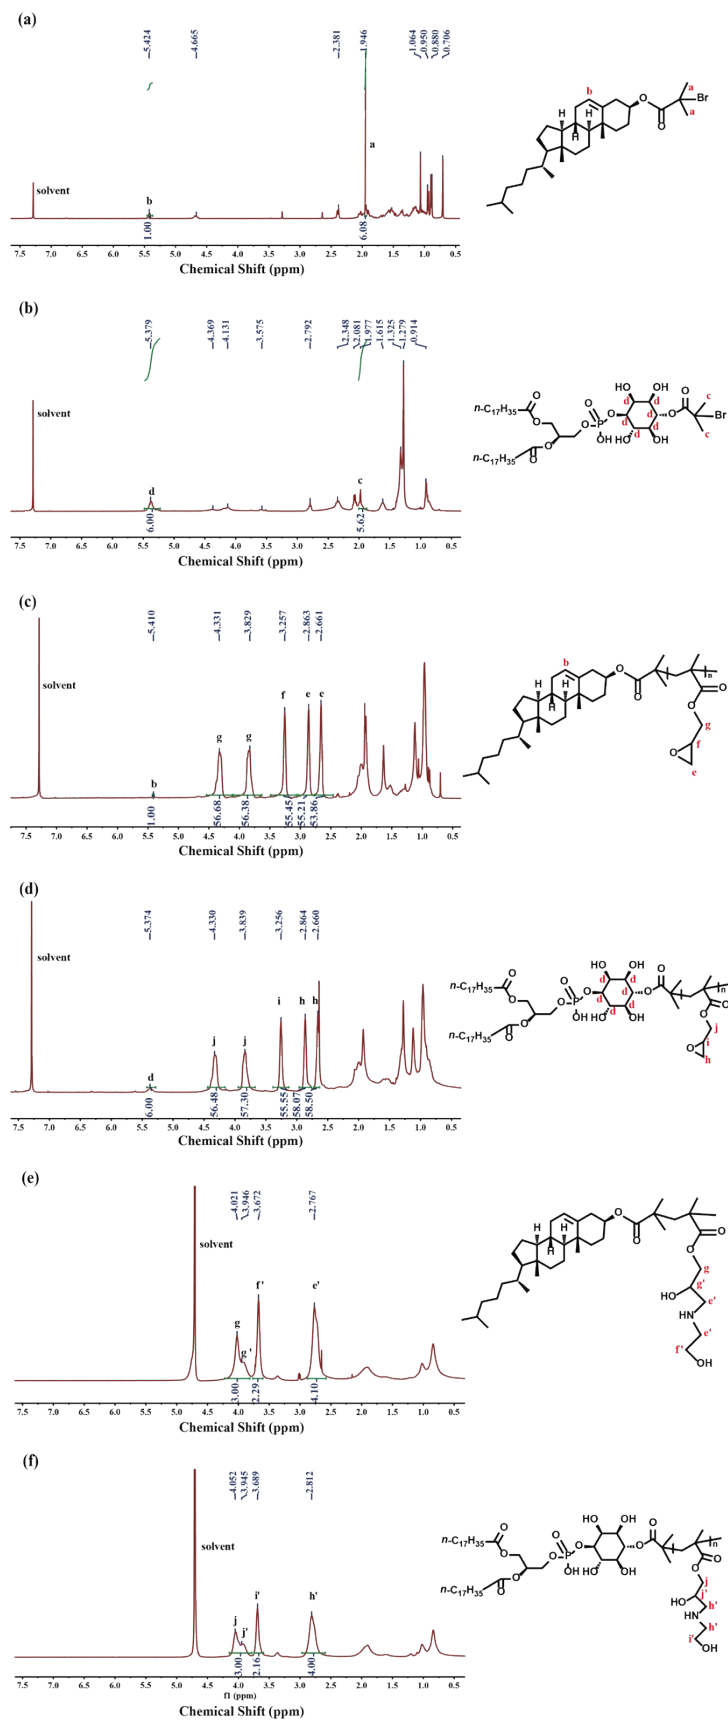 (a)
5.424
4.665
2.381
1.946
1.064
0.950
0.880
0.706
solvent
b
a
1.00
6.08
7.5 7.0 6.5 6.0 5.5 5.0 4.5 4.0 3.5 3.0 2.5 2.0 1.5 1.0 0.5
Chemical Shift (ppm)
b
H
H
H
O
O
a
Br
a
(b)
5.379
4.369
4.131
3.575
2.792
2.348
2.081
1.977
1.615
1.325
1.279
0.914
solvent
d
c
6.00
5.62
7.5 7.0 6.5 6.0 5.5 5.0 4.5 4.0 3.5 3.0 2.5 2.0 1.5 1.0 0.5
Chemical Shift (ppm)
n-C17H35
O
O
O
n-C17H35
O
O
P
O
OH
O
HO
OH
HO
OH
d
d
d
d
d
d
O
O
c
Br
c
(c)
5.410
4.331
3.829
3.257
2.863
2.661
solvent
b
g
g
f
e
e
1.00
56.68
56.38
55.45
55.21
53.86
7.5 7.0 6.5 6.0 5.5 5.0 4.5 4.0 3.5 3.0 2.5 2.0 1.5 1.0 0.5
Chemical Shift (ppm)
b
H
H
H
O
O
n
O
O
g
f
O
e
(d)
5.374
4.330
3.839
3.256
2.864
2.660
solvent
d
j
j
i
h
h
6.00
56.48
57.30
55.55
58.07
58.50
7.5 7.0 6.5 6.0 5.5 5.0 4.5 4.0 3.5 3.0 2.5 2.0 1.5 1.0 0.5
Chemical Shift (ppm)
n-C17H35
O
O
O
n-C17H35
O
O
P
O
OH
O
HO
OH
HO
OH
d
d
d
d
d
d
O
O
n
O
O
j
i
O
h
(e)
4.021
3.946
3.672
2.767
solvent
g
g'
f'
e'
3.00
2.29
4.10
7.5 7.0 6.5 6.0 5.5 5.0 4.5 4.0 3.5 3.0 2.5 2.0 1.5 1.0 0.5
Chemical Shift (ppm)
H
H
H
O
O
O
O
g
g'
HO
e'
HN
e'
f'
OH
(f)
4.052
3.945
3.689
2.812
solvent
j
j'
i'
h'
3.00
2.16
4.00
7.5 7.0 6.5 6.0 5.5 5.0 4.5 4.0 3.5 3.0 2.5 2.0 1.5 1.0 0.5
f1 (ppm)
Chemical Shift (ppm)
n-C17H35
O
O
O
n-C17H35
O
O
P
O
OH
O
HO
OH
HO
OH
O
O
n
O
O
j
j'
HO
h'
HN
h'
i'
OH